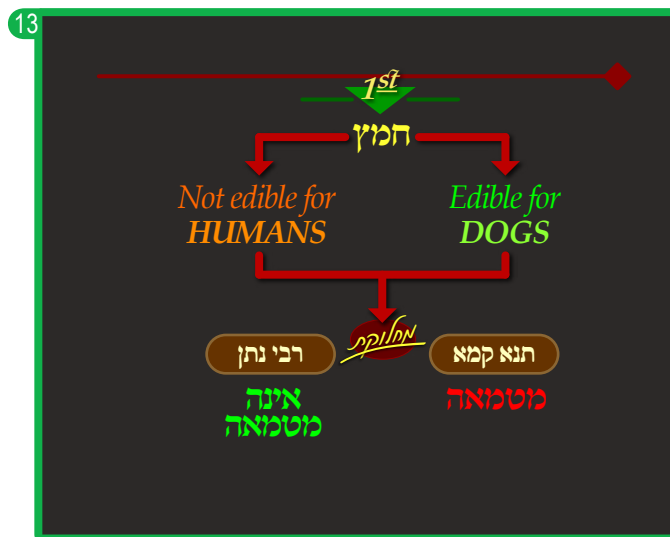 13
1st
חמץ
Not edible for
HUMANS
Edible for
DOGS
מחלוקת
תנא קמא
רבי נתן
מטמאה
אינה
מטמאה